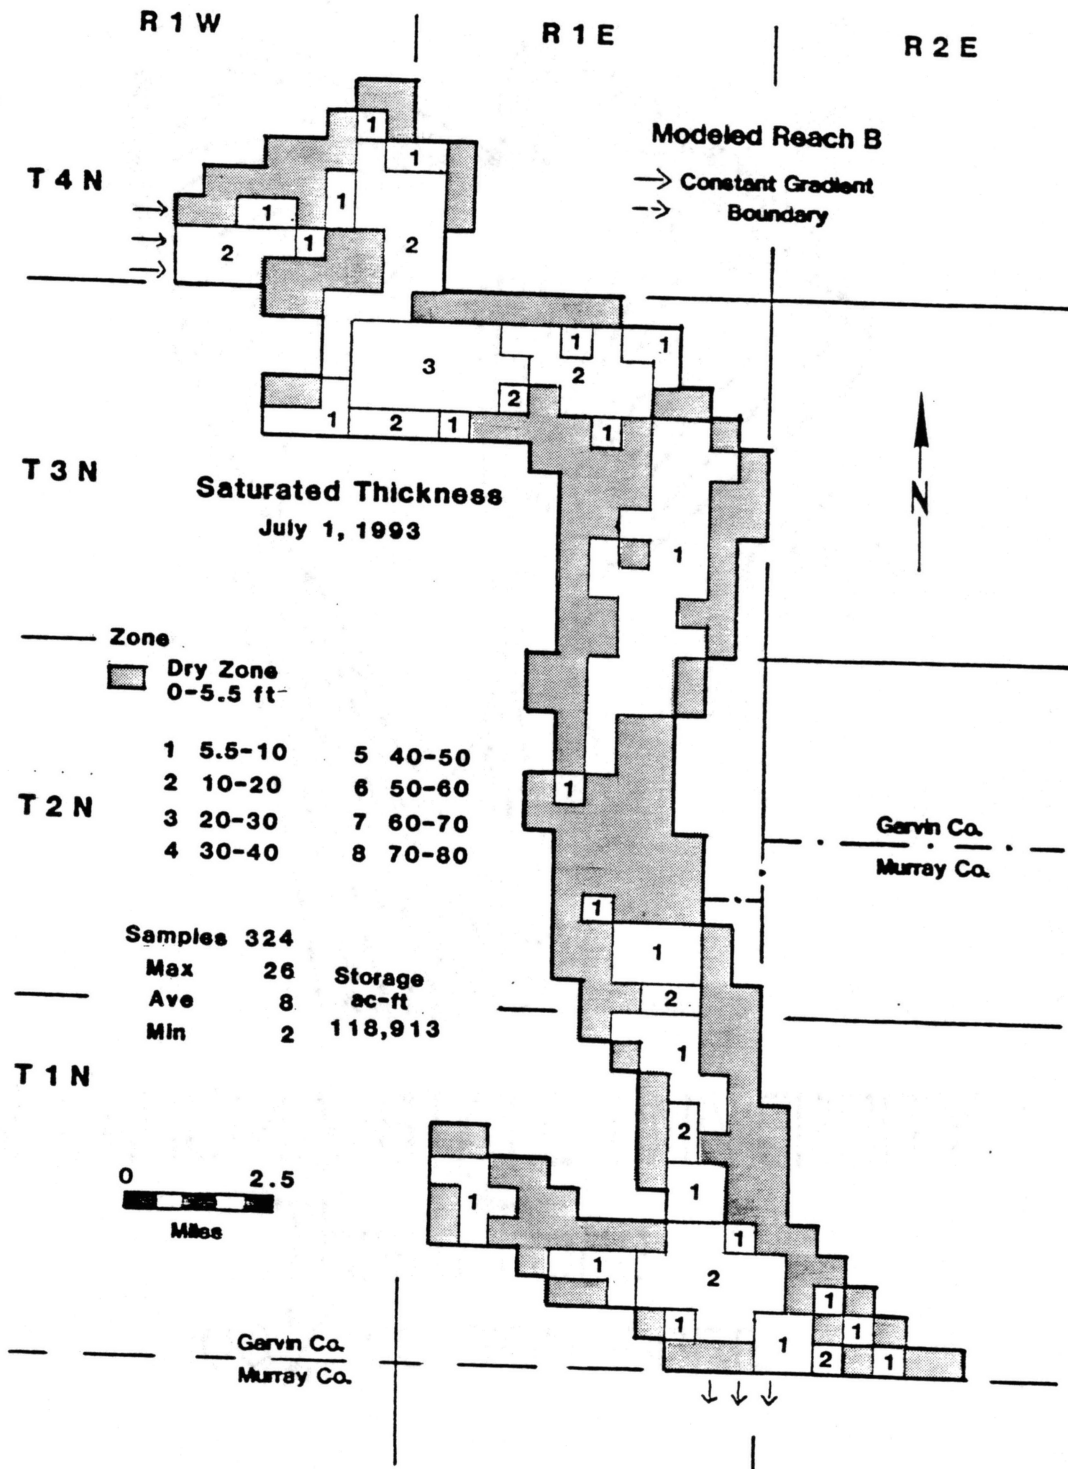 R 1 W
R 1 E
R 2 E
Modeled Reach B
Constant Gradient
Boundary
T 4 N
1
1
1
1
2
1
2
1
1
3
2
2
1
2
1
1
T 3 N
Saturated Thickness
July 1, 1993
N
1
Zone
Dry Zone
0-5.5 ft
1 5.5-10 5 40-50
2 10-20 6 50-60
3 20-30 7 60-70
4 30-40 8 70-80
T 2 N
1
Garvin Co.
Murray Co.
1
1
Samples 324
Max 26
Ave 8
Min 2
Storage
ac-ft
118,913
2
1
T 1 N
2
0 2.5
Miles
1
1
1
1
2
1
1
1
1
2
1
Garvin Co.
Murray Co.